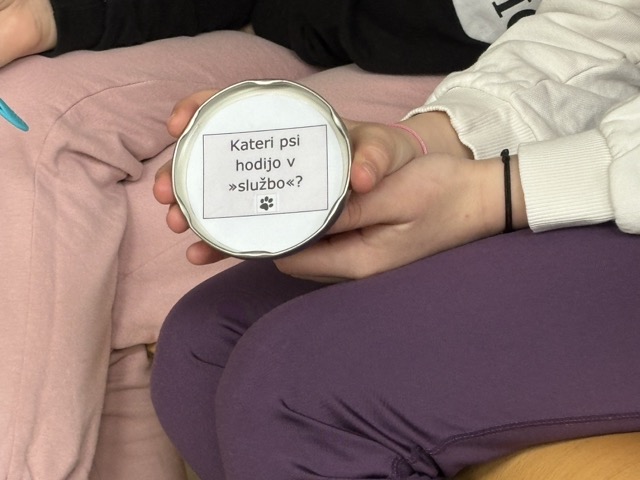 Kateri psi
hodijo v
»službo«?